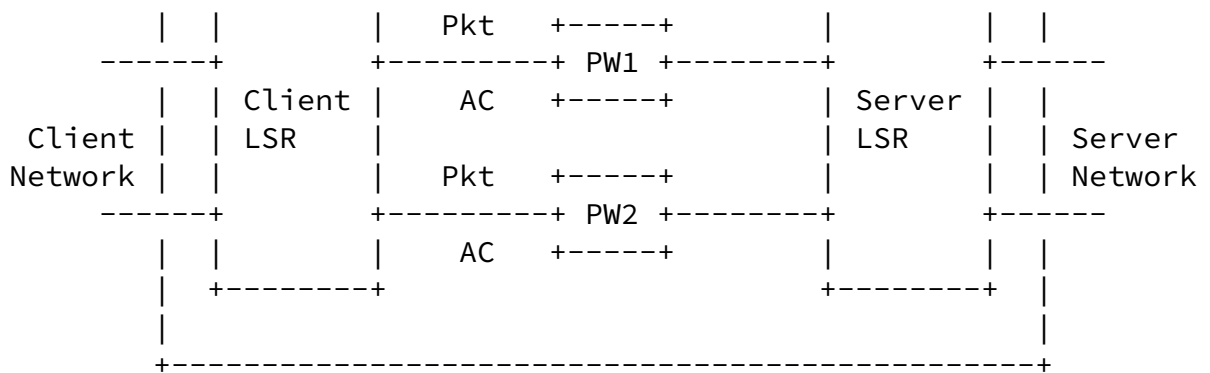 Pkt
PW1
Client AC Server
Client LSR LSR Server
Network Pkt Network
PW2
AC